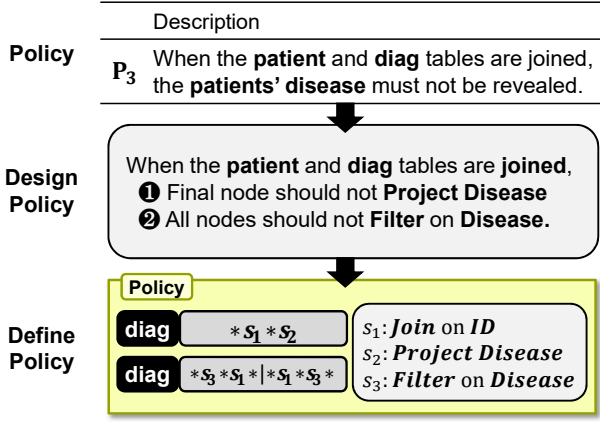 Description
Policy
P3 When the patient and diag tables are joined,
the patients' disease must not be revealed.
Design
Policy
When the patient and diag tables are joined,
❶ Final node should not Project Disease
❷ All nodes should not Filter on Disease.
Define
Policy
Policy
diag *s1*s2
diag *s3*s1*|*s1*s3*
s1: Join on ID
s2: Project Disease
s3: Filter on Disease